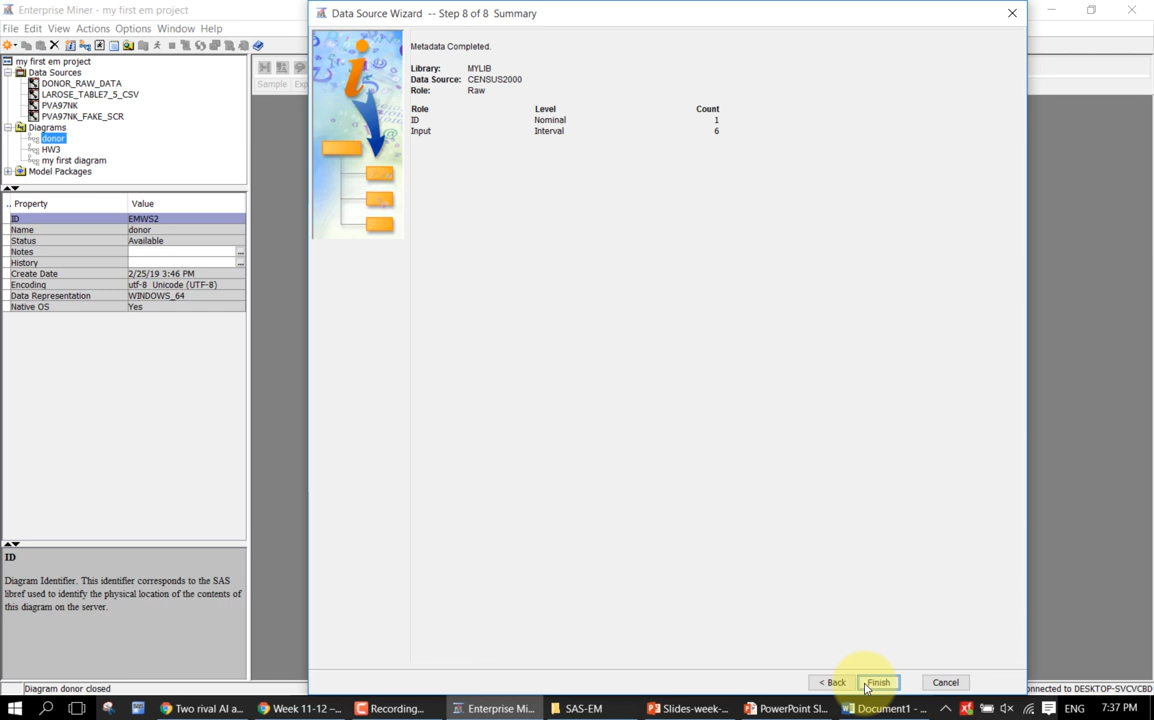 Enterprise Miner - my first em project
File Edit View Actions Options Window Help
my first em project
Data Sources
DONOR_RAW_DATA
LAROSE_TABLE7_5_CSV
PVA97NK
PVA97NK_FAKE_SCR
Diagrams
donor
HW3
my first diagram
Model Packages
.. Property Value
ID EMWS2
Name donor
Status Available
Notes ...
History ...
Create Date 2/25/19 3:46 PM
Encoding utf-8 Unicode (UTF-8)
Data Representation WINDOWS_64
Native OS Yes
ID
Diagram Identifier. This identifier corresponds to the SAS
libref used to identify the physical location of the contents of
this diagram on the server.
Diagram donor closed
Sample Exp
Data Source Wizard -- Step 8 of 8 Summary
Metadata Completed.
Library: MYLIB
Data Source: CENSUS2000
Role: Raw
Role Level Count
ID Nominal 1
Input Interval 6
< Back Finish Cancel
onnected to DESKTOP-SVCVCBD
Two rival AI a... Week 11-12 –... Recording... Enterprise Mi... SAS-EM Slides-week-... PowerPoint Sl... Document1 - ... ENG 7:37 PM